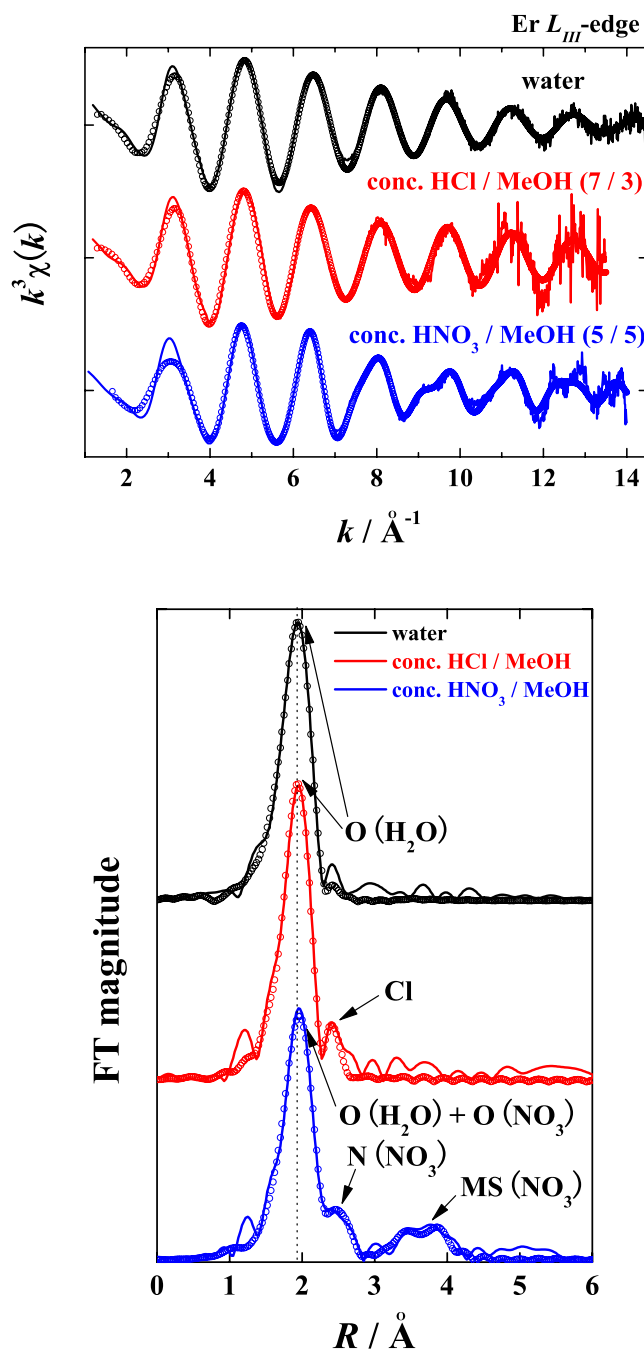 Er L_III-edge
water
conc. HCl / MeOH (7 / 3)
conc. HNO₃ / MeOH (5 / 5)
k³χ(k)
2 4 6 8 10 12 14
k / Å⁻¹
water
conc. HCl / MeOH
conc. HNO₃ / MeOH
O (H₂O)
FT magnitude
Cl
O (H₂O) + O (NO₃)
N (NO₃)
MS (NO₃)
0 1 2 3 4 5 6
R / Å